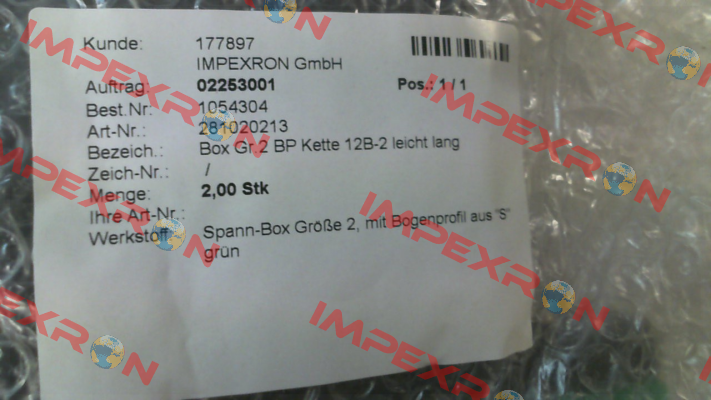 Kunde: 177897
IMPEXRON GmbH
Auftrag: 02253001 Pos.: 1 / 1
Best.Nr. 1054304
Art-Nr.: 281020213
Bezeich.: Box Gr.2 BP Kette 12B-2 leicht lang
Zeich-Nr.: /
Menge: 2,00 Stk
Ihre Art-Nr.:
Werkstoff: Spann-Box Größe 2, mit Bogenprofil aus "S"
grün
IMPEXRON
IMPEXRON
IMPEXRON
IMPEXRON
IMPEXRON
IMPEXRON